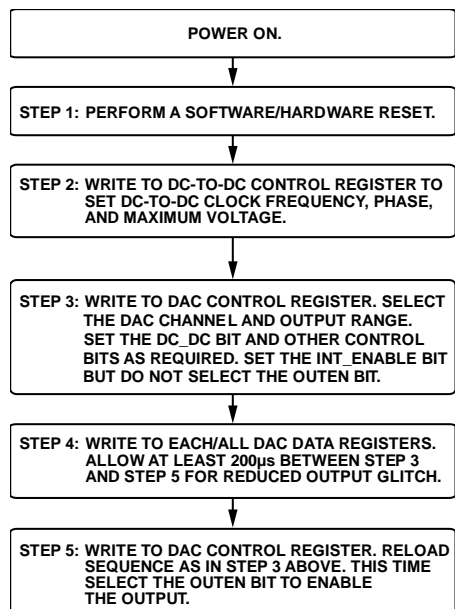 POWER ON.
STEP 1: PERFORM A SOFTWARE/HARDWARE RESET.
STEP 2: WRITE TO DC-TO-DC CONTROL REGISTER TO
SET DC-TO-DC CLOCK FREQUENCY, PHASE,
AND MAXIMUM VOLTAGE.
STEP 3: WRITE TO DAC CONTROL REGISTER. SELECT
THE DAC CHANNEL AND OUTPUT RANGE.
SET THE DC_DC BIT AND OTHER CONTROL
BITS AS REQUIRED. SET THE INT_ENABLE BIT
BUT DO NOT SELECT THE OUTEN BIT.
STEP 4: WRITE TO EACH/ALL DAC DATA REGISTERS.
ALLOW AT LEAST 200µs BETWEEN STEP 3
AND STEP 5 FOR REDUCED OUTPUT GLITCH.
STEP 5: WRITE TO DAC CONTROL REGISTER. RELOAD
SEQUENCE AS IN STEP 3 ABOVE. THIS TIME
SELECT THE OUTEN BIT TO ENABLE
THE OUTPUT.